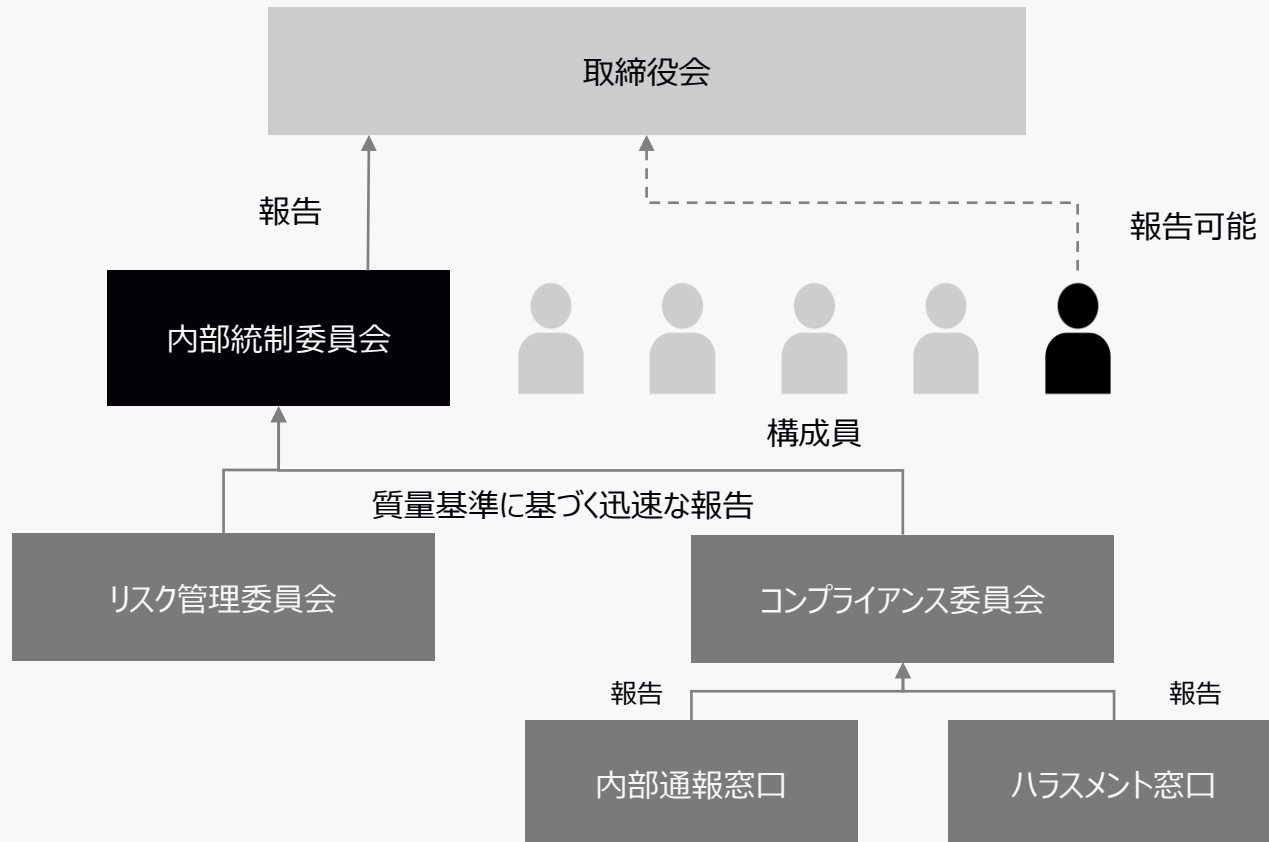 取締役会
報告
報告可能
内部統制委員会
構成員
質量基準に基づく迅速な報告
リスク管理委員会
コンプライアンス委員会
報告
報告
内部通報窓口
ハラスメント窓口